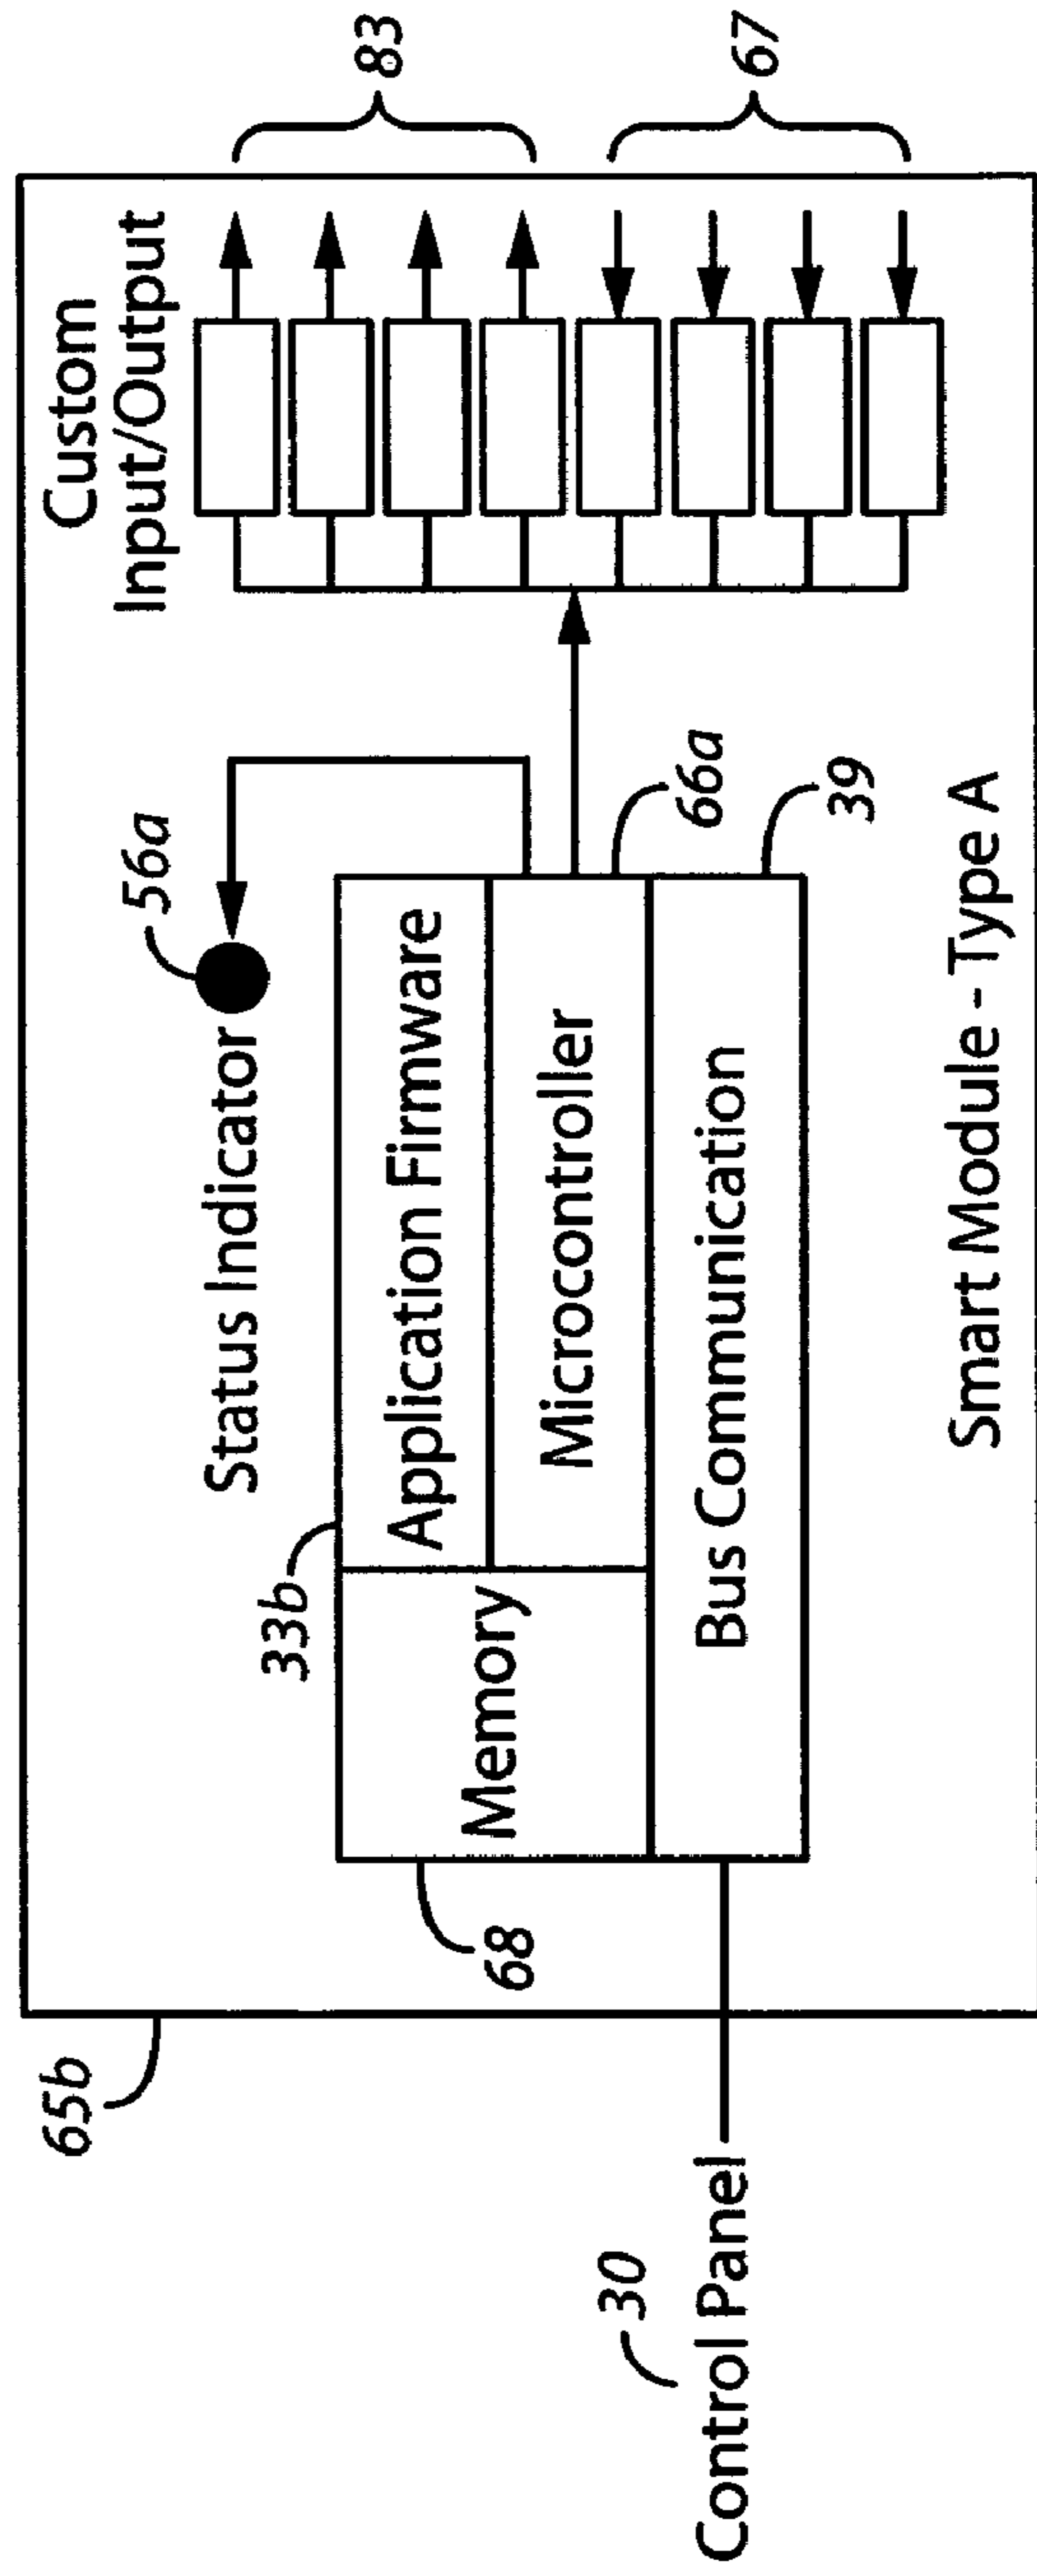 65b
Custom
Input/Output
83
67
56a
Status Indicator
33b
Application Firmware
Memory
Microcontroller
66a
68
Bus Communication
39
30
Control Panel
Smart Module - Type A